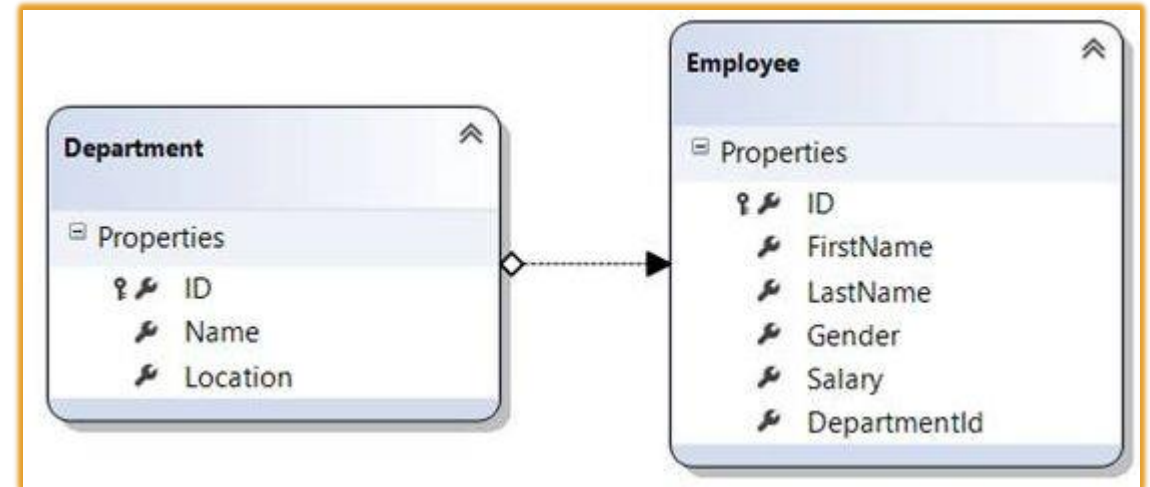 Department
Properties
ID
Name
Location
Employee
Properties
ID
FirstName
LastName
Gender
Salary
DepartmentId